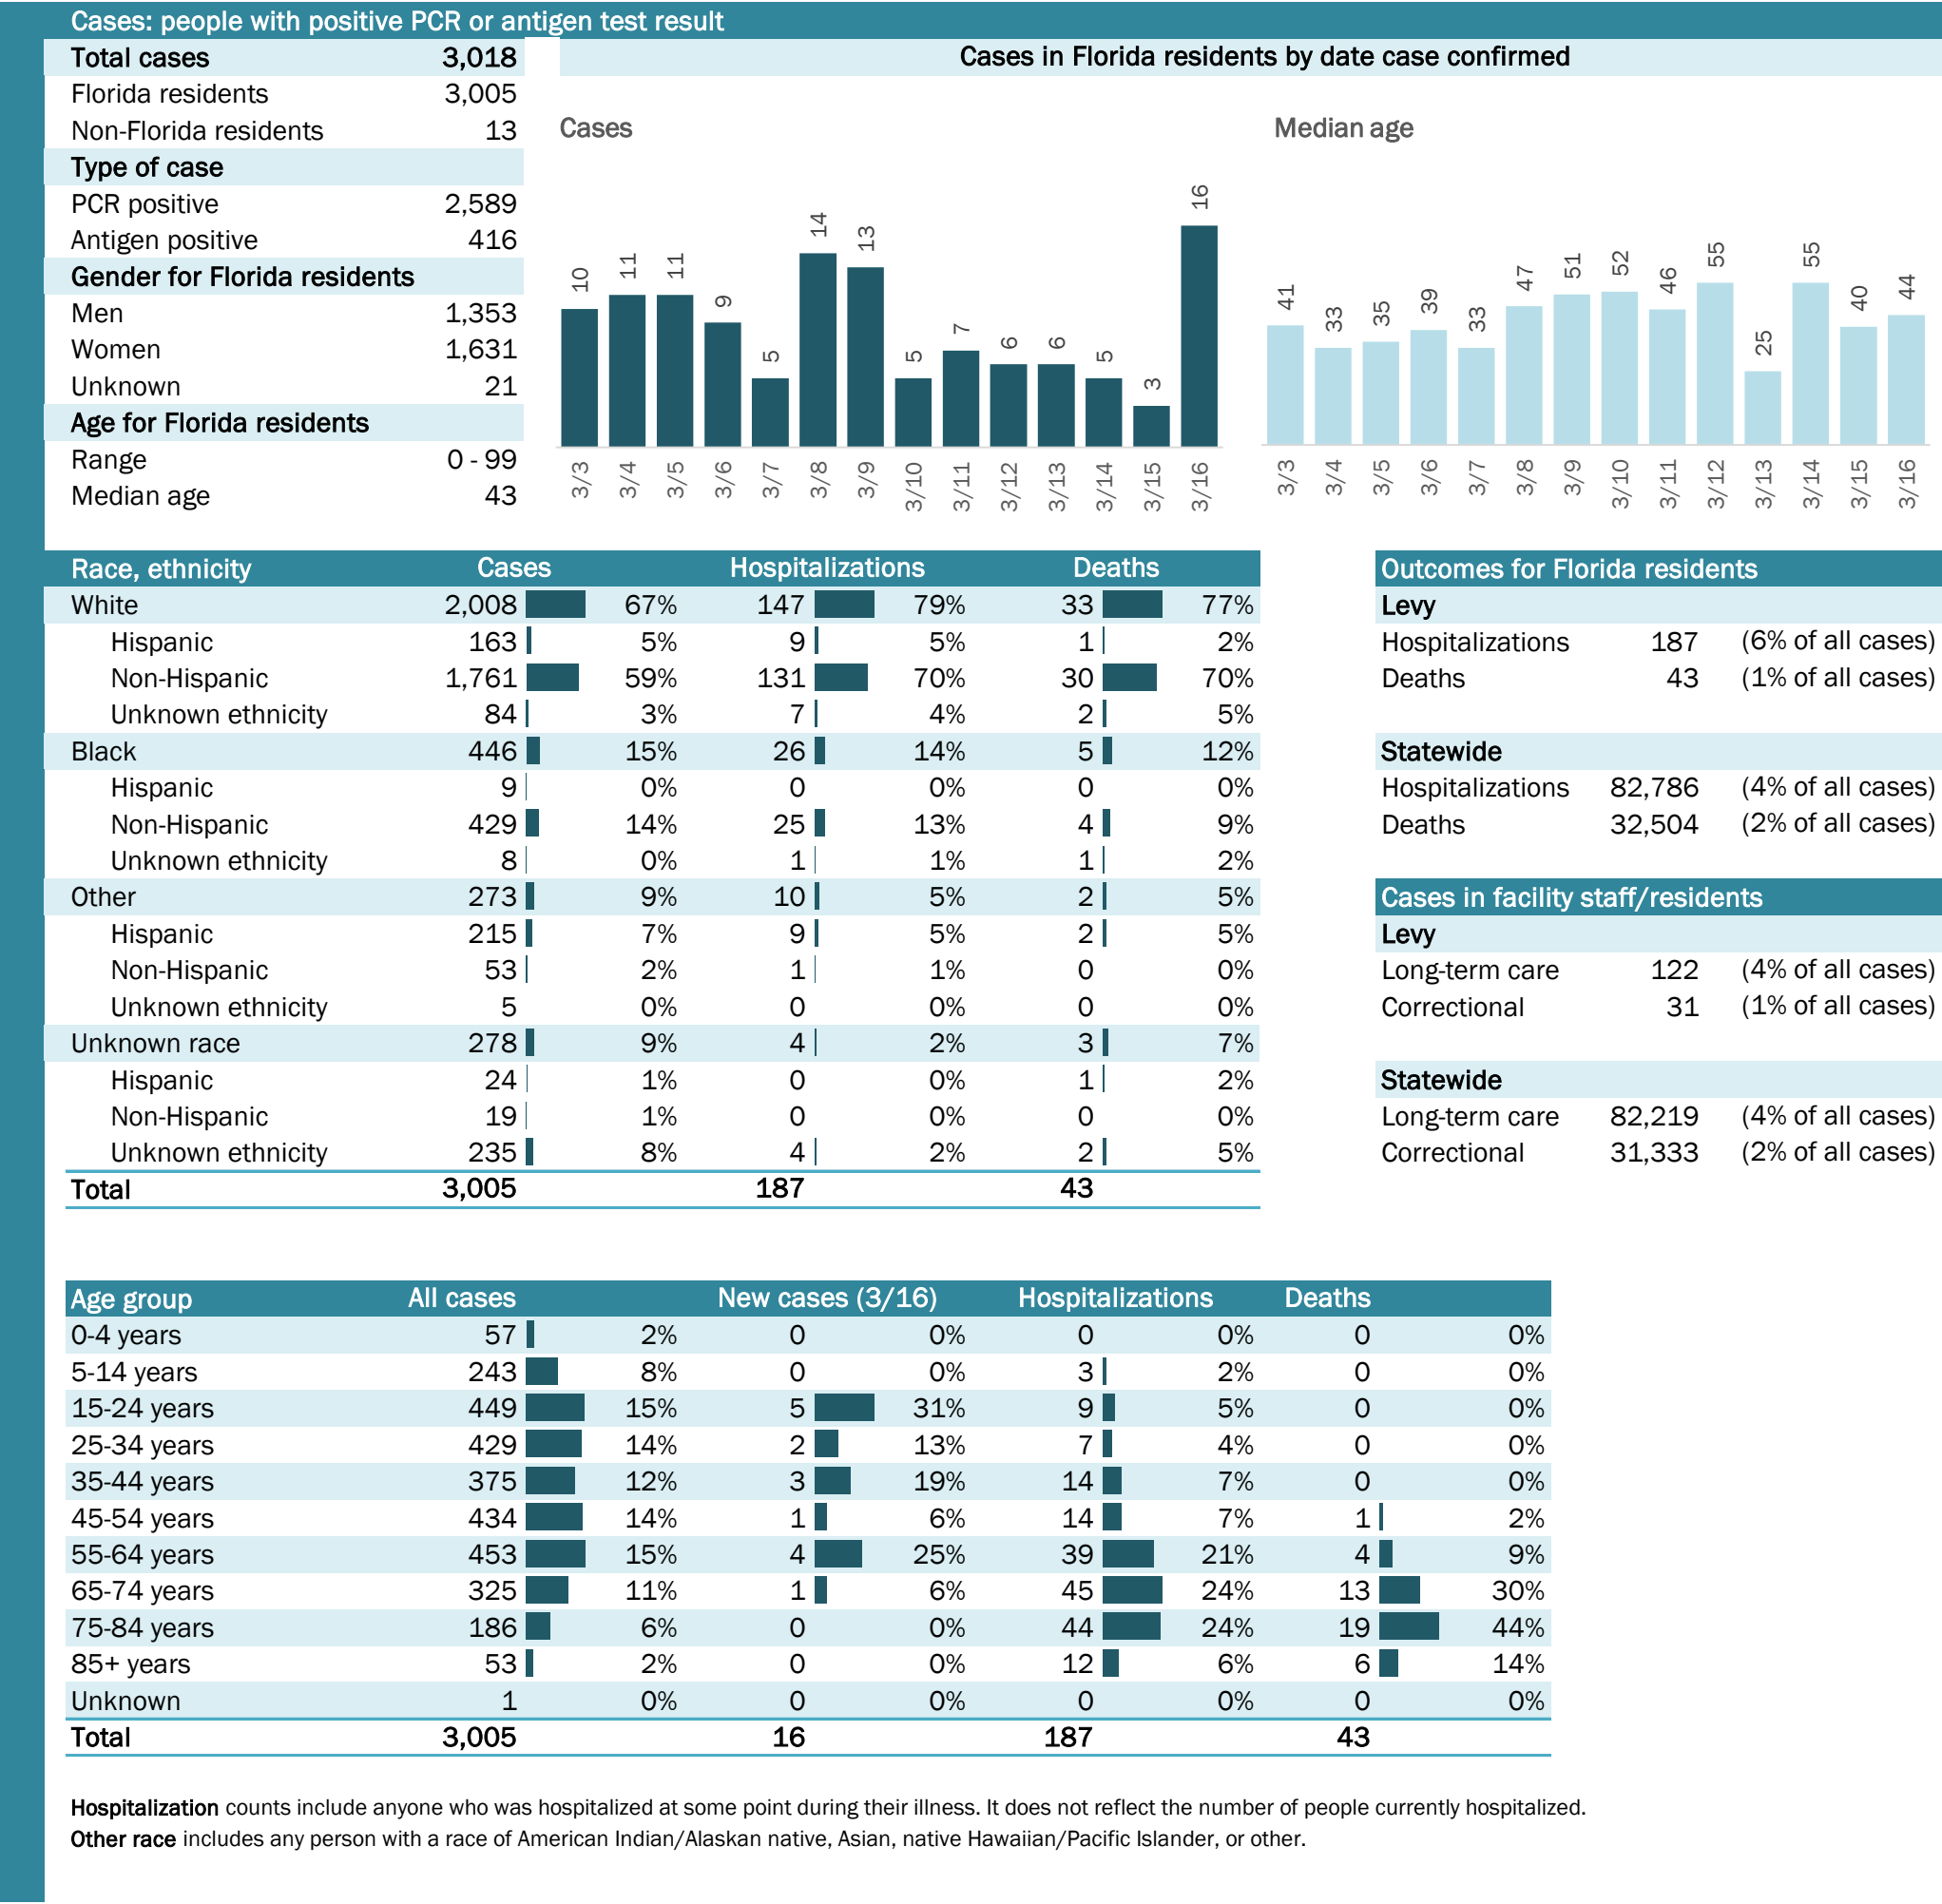 Cases: people with positive PCR or antigen test result
Total cases 3,018
Florida residents 3,005
Non-Florida residents 13
Type of case
PCR positive 2,589
Antigen positive 416
Gender for Florida residents
Men 1,353
Women 1,631
Unknown 21
Age for Florida residents
Range 0 - 99
Median age 43
Cases in Florida residents by date case confirmed
Cases
10 11 11 9 5 14 13 5 7 6 6 5 3 16
3/3 3/4 3/5 3/6 3/7 3/8 3/9 3/10 3/11 3/12 3/13 3/14 3/15 3/16
Median age
41 33 35 39 33 47 51 52 46 55 25 55 40 44
3/3 3/4 3/5 3/6 3/7 3/8 3/9 3/10 3/11 3/12 3/13 3/14 3/15 3/16
Race, ethnicity Cases Hospitalizations Deaths
White 2,008 67% 147 79% 33 77%
Hispanic 163 5% 9 5% 1 2%
Non-Hispanic 1,761 59% 131 70% 30 70%
Unknown ethnicity 84 3% 7 4% 2 5%
Black 446 15% 26 14% 5 12%
Hispanic 9 0% 0 0% 0 0%
Non-Hispanic 429 14% 25 13% 4 9%
Unknown ethnicity 8 0% 1 1% 1 2%
Other 273 9% 10 5% 2 5%
Hispanic 215 7% 9 5% 2 5%
Non-Hispanic 53 2% 1 1% 0 0%
Unknown ethnicity 5 0% 0 0% 0 0%
Unknown race 278 9% 4 2% 3 7%
Hispanic 24 1% 0 0% 1 2%
Non-Hispanic 19 1% 0 0% 0 0%
Unknown ethnicity 235 8% 4 2% 2 5%
Total 3,005 187 43
Outcomes for Florida residents
Levy
Hospitalizations 187 (6% of all cases)
Deaths 43 (1% of all cases)
Statewide
Hospitalizations 82,786 (4% of all cases)
Deaths 32,504 (2% of all cases)
Cases in facility staff/residents
Levy
Long-term care 122 (4% of all cases)
Correctional 31 (1% of all cases)
Statewide
Long-term care 82,219 (4% of all cases)
Correctional 31,333 (2% of all cases)
Age group All cases New cases (3/16) Hospitalizations Deaths
0-4 years 57 2% 0 0% 0 0% 0 0%
5-14 years 243 8% 0 0% 3 2% 0 0%
15-24 years 449 15% 5 31% 9 5% 0 0%
25-34 years 429 14% 2 13% 7 4% 0 0%
35-44 years 375 12% 3 19% 14 7% 0 0%
45-54 years 434 14% 1 6% 14 7% 1 2%
55-64 years 453 15% 4 25% 39 21% 4 9%
65-74 years 325 11% 1 6% 45 24% 13 30%
75-84 years 186 6% 0 0% 44 24% 19 44%
85+ years 53 2% 0 0% 12 6% 6 14%
Unknown 1 0% 0 0% 0 0% 0 0%
Total 3,005 16 187 43
Hospitalization counts include anyone who was hospitalized at some point during their illness. It does not reflect the number of people currently hospitalized.
Other race includes any person with a race of American Indian/Alaskan native, Asian, native Hawaiian/Pacific Islander, or other.